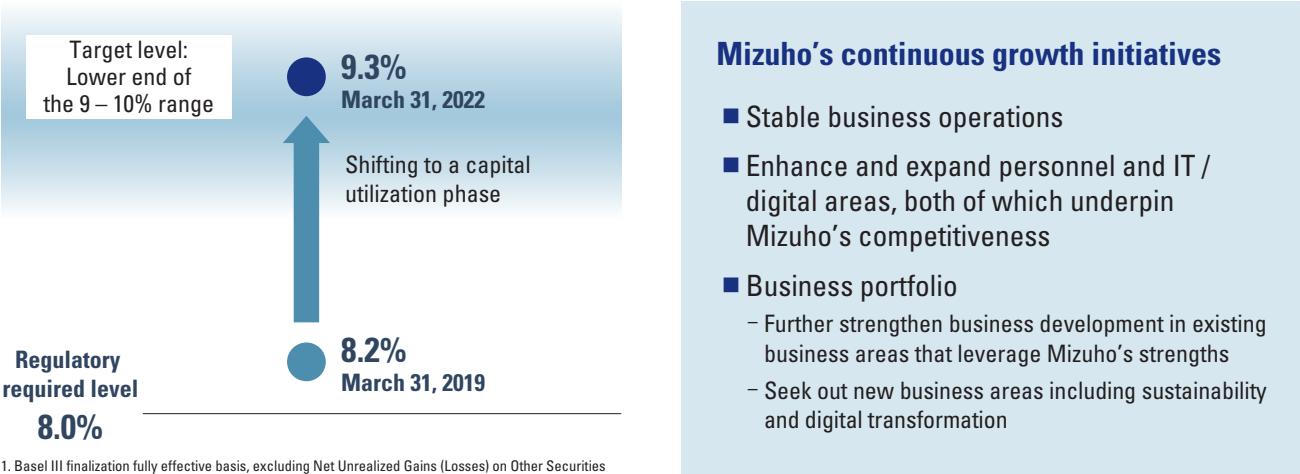 Target level:
Lower end of
the 9 – 10% range
9.3%
March 31, 2022
Shifting to a capital
utilization phase
8.2%
March 31, 2019
Regulatory
required level
8.0%
1. Basel III finalization fully effective basis, excluding Net Unrealized Gains (Losses) on Other Securities
Mizuho's continuous growth initiatives
■ Stable business operations
■ Enhance and expand personnel and IT /
digital areas, both of which underpin
Mizuho's competitiveness
■ Business portfolio
– Further strengthen business development in existing
business areas that leverage Mizuho's strengths
– Seek out new business areas including sustainability
and digital transformation